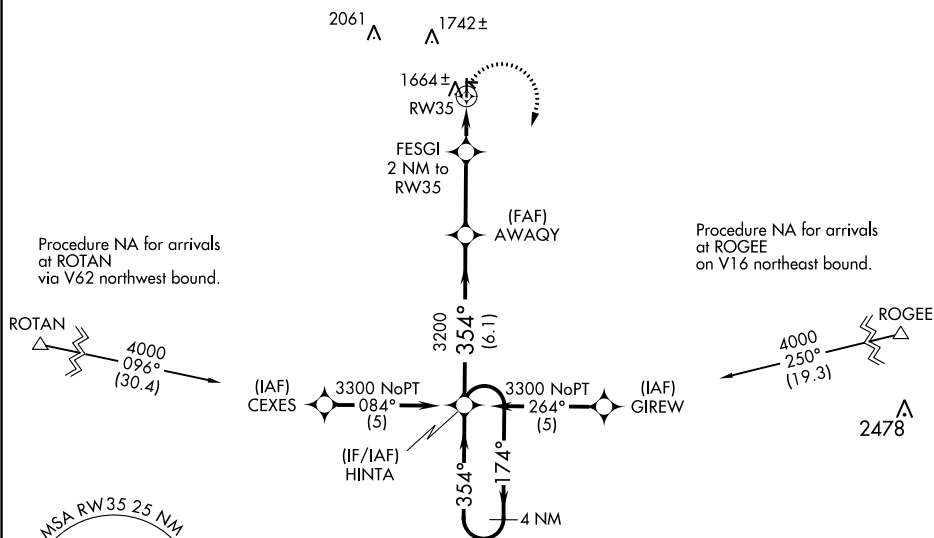 2061
1742±
1664±
RW35
FESGI
2 NM to
RW35
(FAF)
AWAQY
Procedure NA for arrivals
at ROTAN
via V62 northwest bound.
Procedure NA for arrivals
at ROGEE
on V16 northeast bound.
ROTAN
4000
096°
(30.4)
3200
354°
(6.1)
ROGEE
4000
250°
(19.3)
(IAF)
CEXES
3300 NoPT
084°
(5)
3300 NoPT
264°
(5)
(IAF)
GIREW
2478
(IF/IAF)
HINTA
354°
174°
4 NM
MSA RW35 25 NM